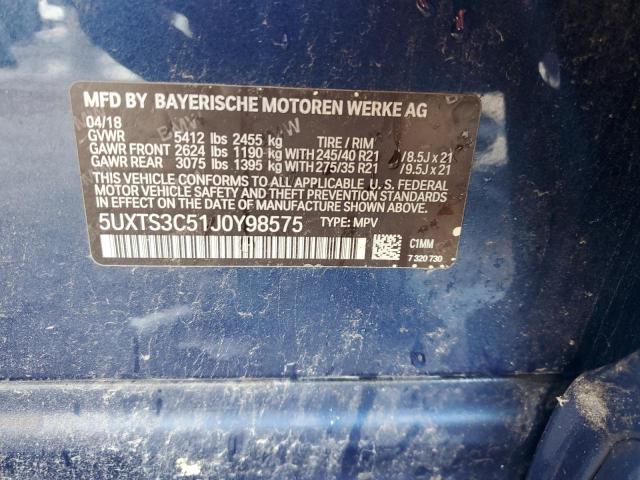 MFD BY BAYERISCHE MOTOREN WERKE AG
04/18
GVWR 5412 lbs 2455 kg TIRE / RIM
GAWR FRONT 2624 lbs 1190 kg WITH 245/40 R21 / 8.5J x 21
GAWR REAR 3075 lbs 1395 kg WITH 275/35 R21 / 9.5J x 21
THIS VEHICLE CONFORMS TO ALL APPLICABLE U. S. FEDERAL
MOTOR VEHICLE SAFETY AND THEFT PREVENTION STANDARDS
IN EFFECT ON THE DATE OF MANUFACTURE SHOWN ABOVE.
5UXTS3C51J0Y98575 TYPE: MPV
C1MM
7 320 730